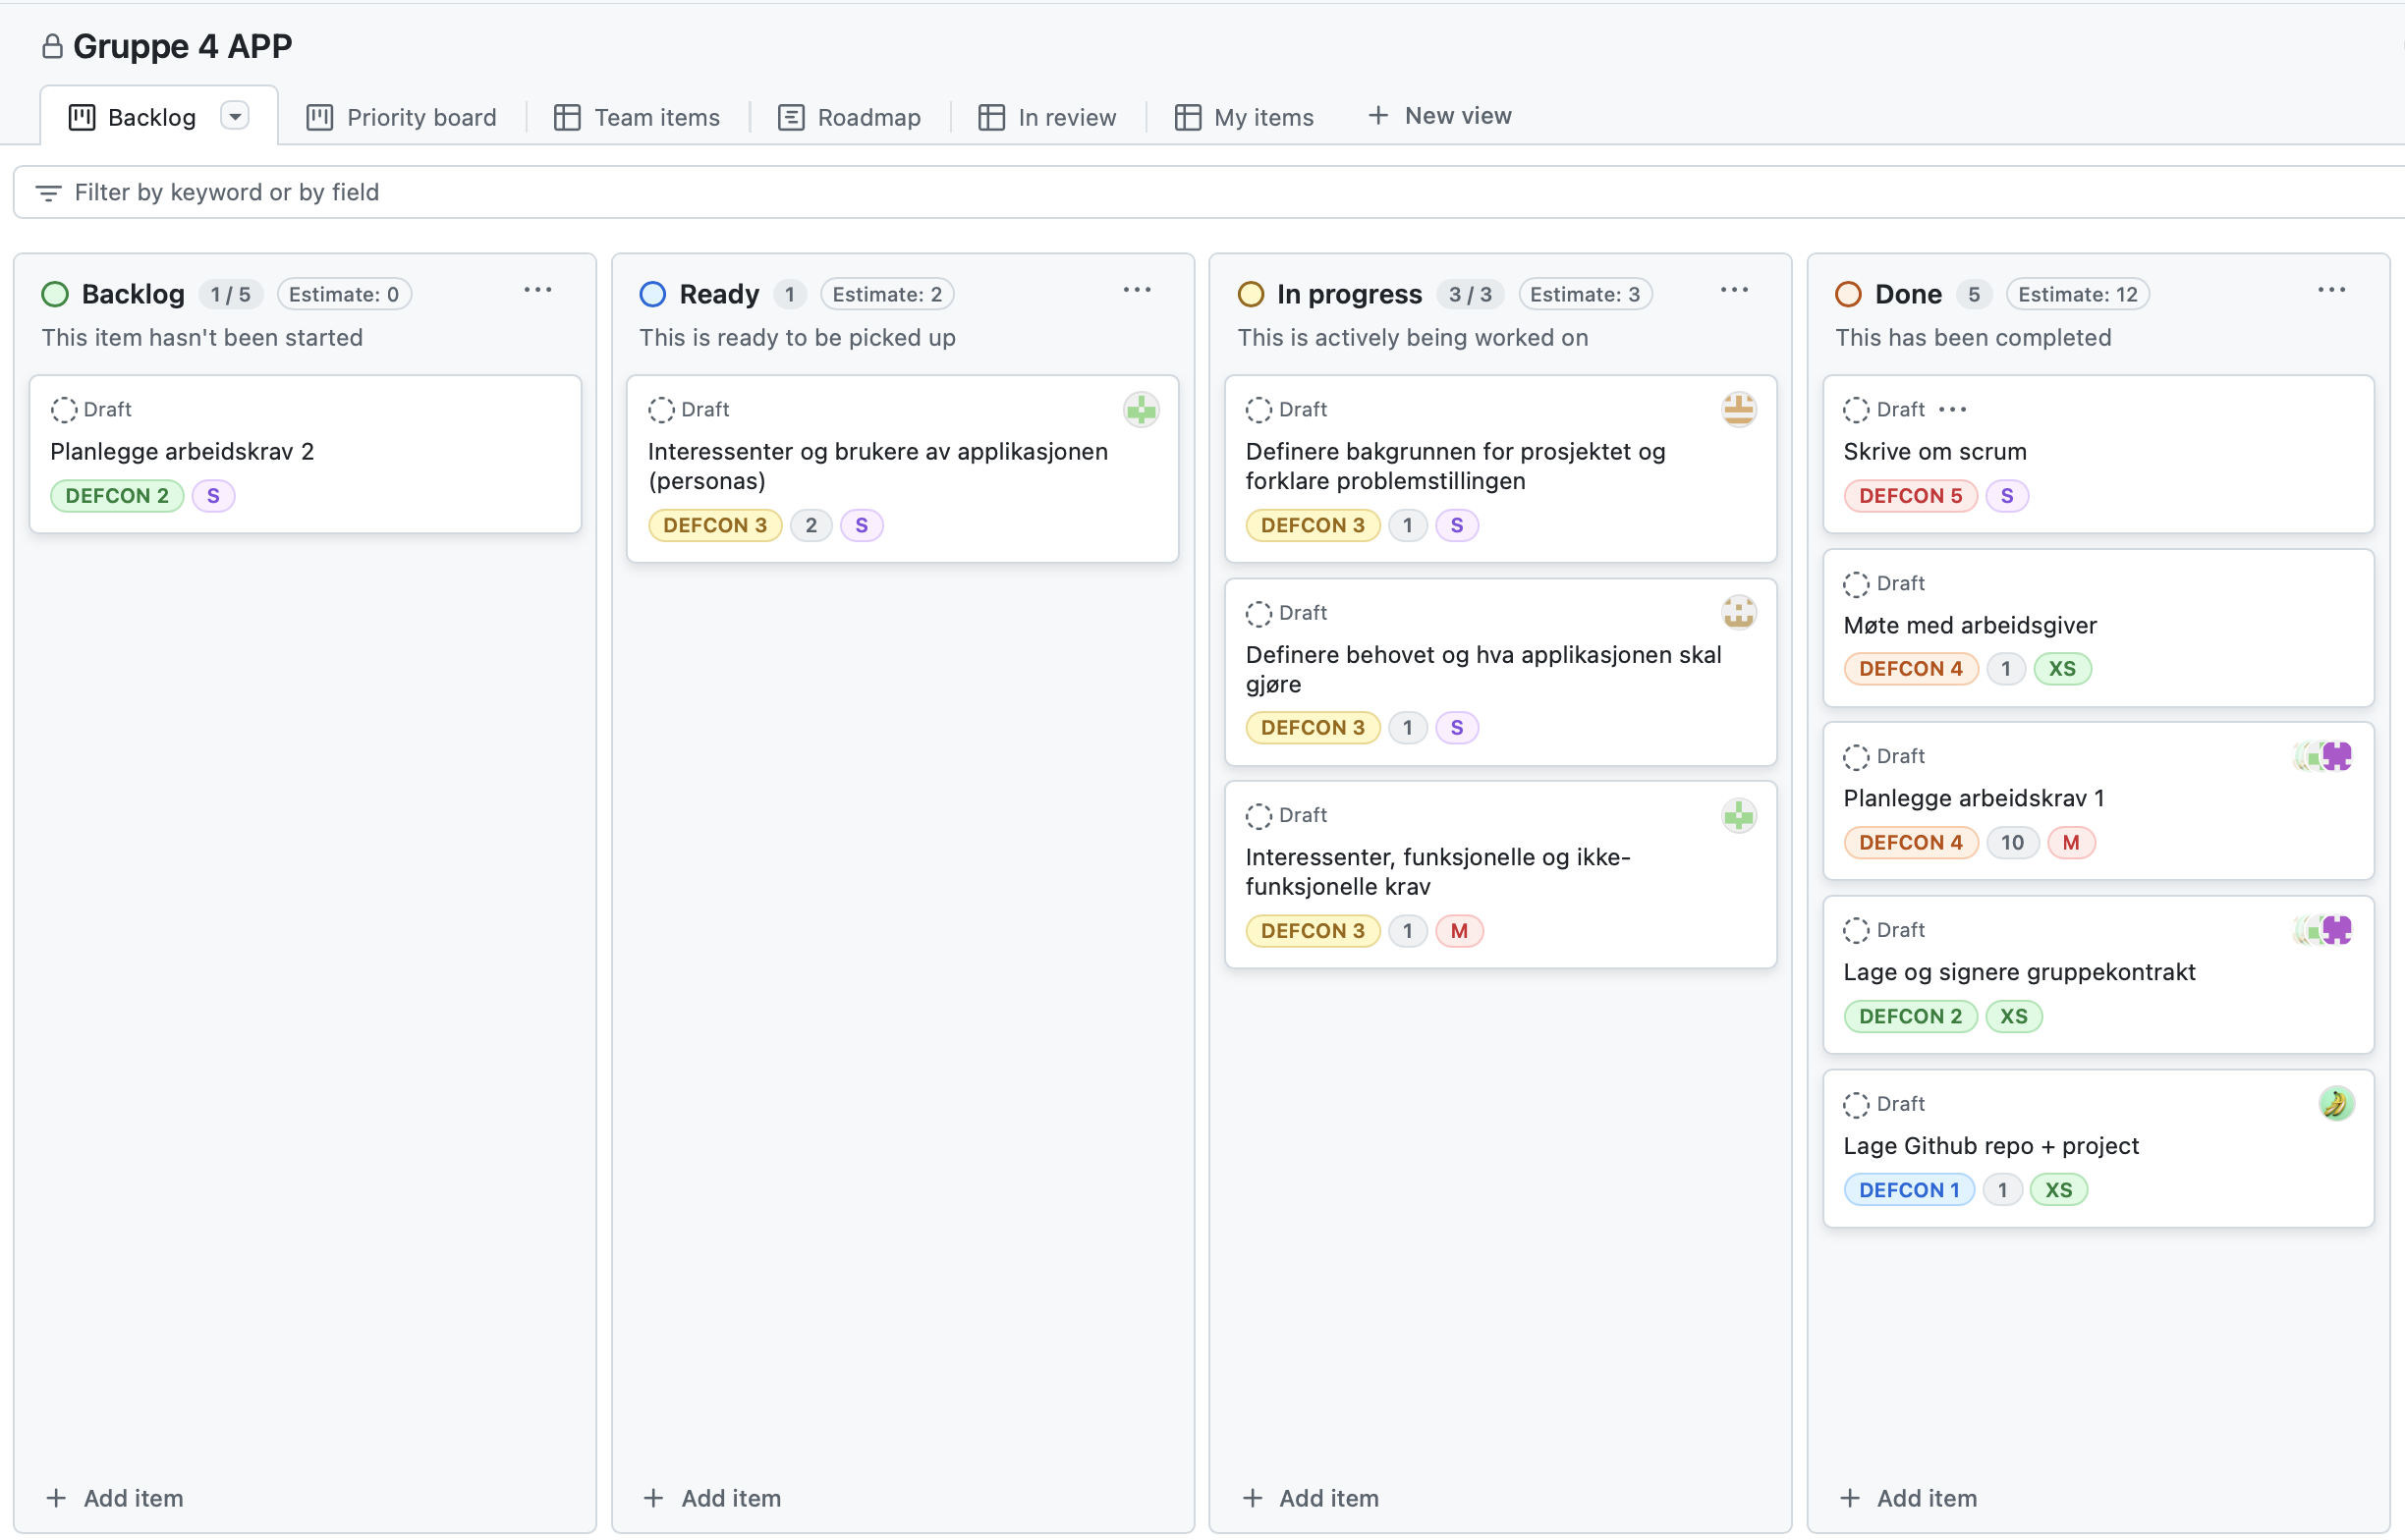 Gruppe 4 APP
Backlog
Priority board
Team items
Roadmap
In review
My items
New view
Filter by keyword or by field
Backlog 1 / 5 Estimate: 0
This item hasn't been started
Draft
Planlegge arbeidskrav 2
DEFCON 2 S
Add item
Ready 1 Estimate: 2
This is ready to be picked up
Draft
Interessenter og brukere av applikasjonen
(personas)
DEFCON 3 2 S
Add item
In progress 3 / 3 Estimate: 3
This is actively being worked on
Draft
Definere bakgrunnen for prosjektet og
forklare problemstillingen
DEFCON 3 1 S
Draft
Definere behovet og hva applikasjonen skal
gjøre
DEFCON 3 1 S
Draft
Interessenter, funksjonelle og ikke-
funksjonelle krav
DEFCON 3 1 M
Add item
Done 5 Estimate: 12
This has been completed
Draft
Skrive om scrum
DEFCON 5 S
Draft
Møte med arbeidsgiver
DEFCON 4 1 XS
Draft
Planlegge arbeidskrav 1
DEFCON 4 10 M
Draft
Lage og signere gruppekontrakt
DEFCON 2 XS
Draft
Lage Github repo + project
DEFCON 1 1 XS
Add item